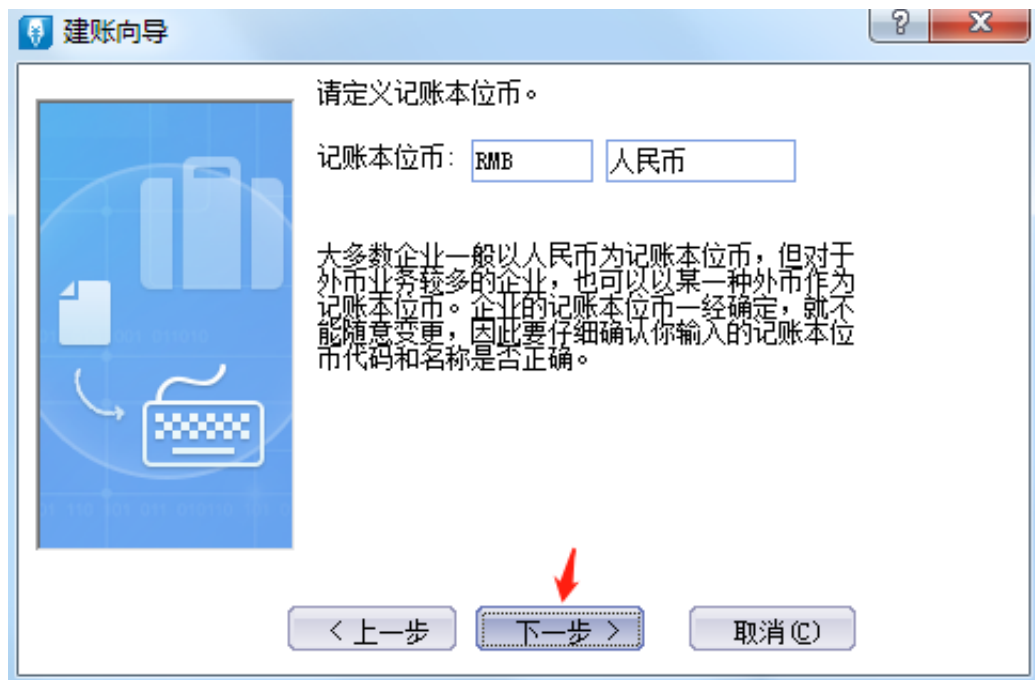 建账向导
请定义记账本位币。
记账本位币: RMB 人民币
大多数企业一般以人民币为记账本位币，但对于
外币业务较多的企业，也可以以某一种外币作为
记账本位币。企业的记账本位币一经确定，就不
能随意变更，因此要仔细确认你输入的记账本位
币代码和名称是否正确。
< 上一步 下一步 > 取消(C)